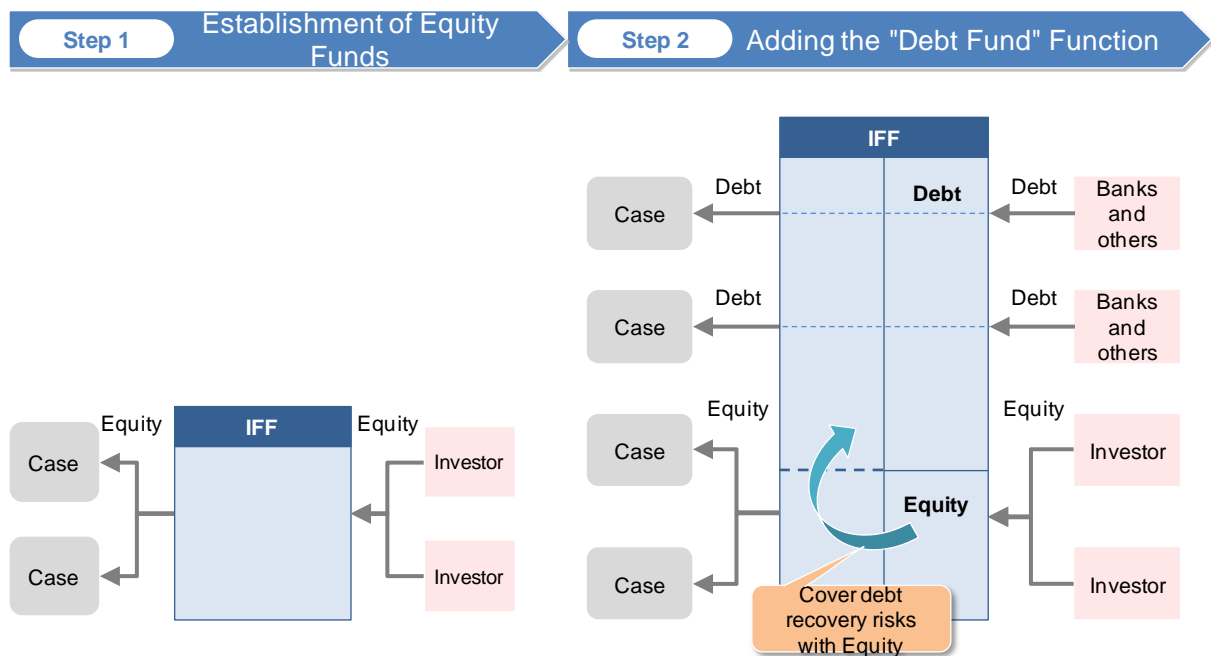 Step 1
Establishment of Equity
Funds
Equity
IFF
Equity
Case
Case
Investor
Investor
Step 2
Adding the "Debt Fund" Function
IFF
Debt
Debt
Debt
Case
Banks
and
others
Debt
Debt
Case
Banks
and
others
Equity
Equity
Case
Investor
Equity
Case
Investor
Cover debt
recovery risks
with Equity